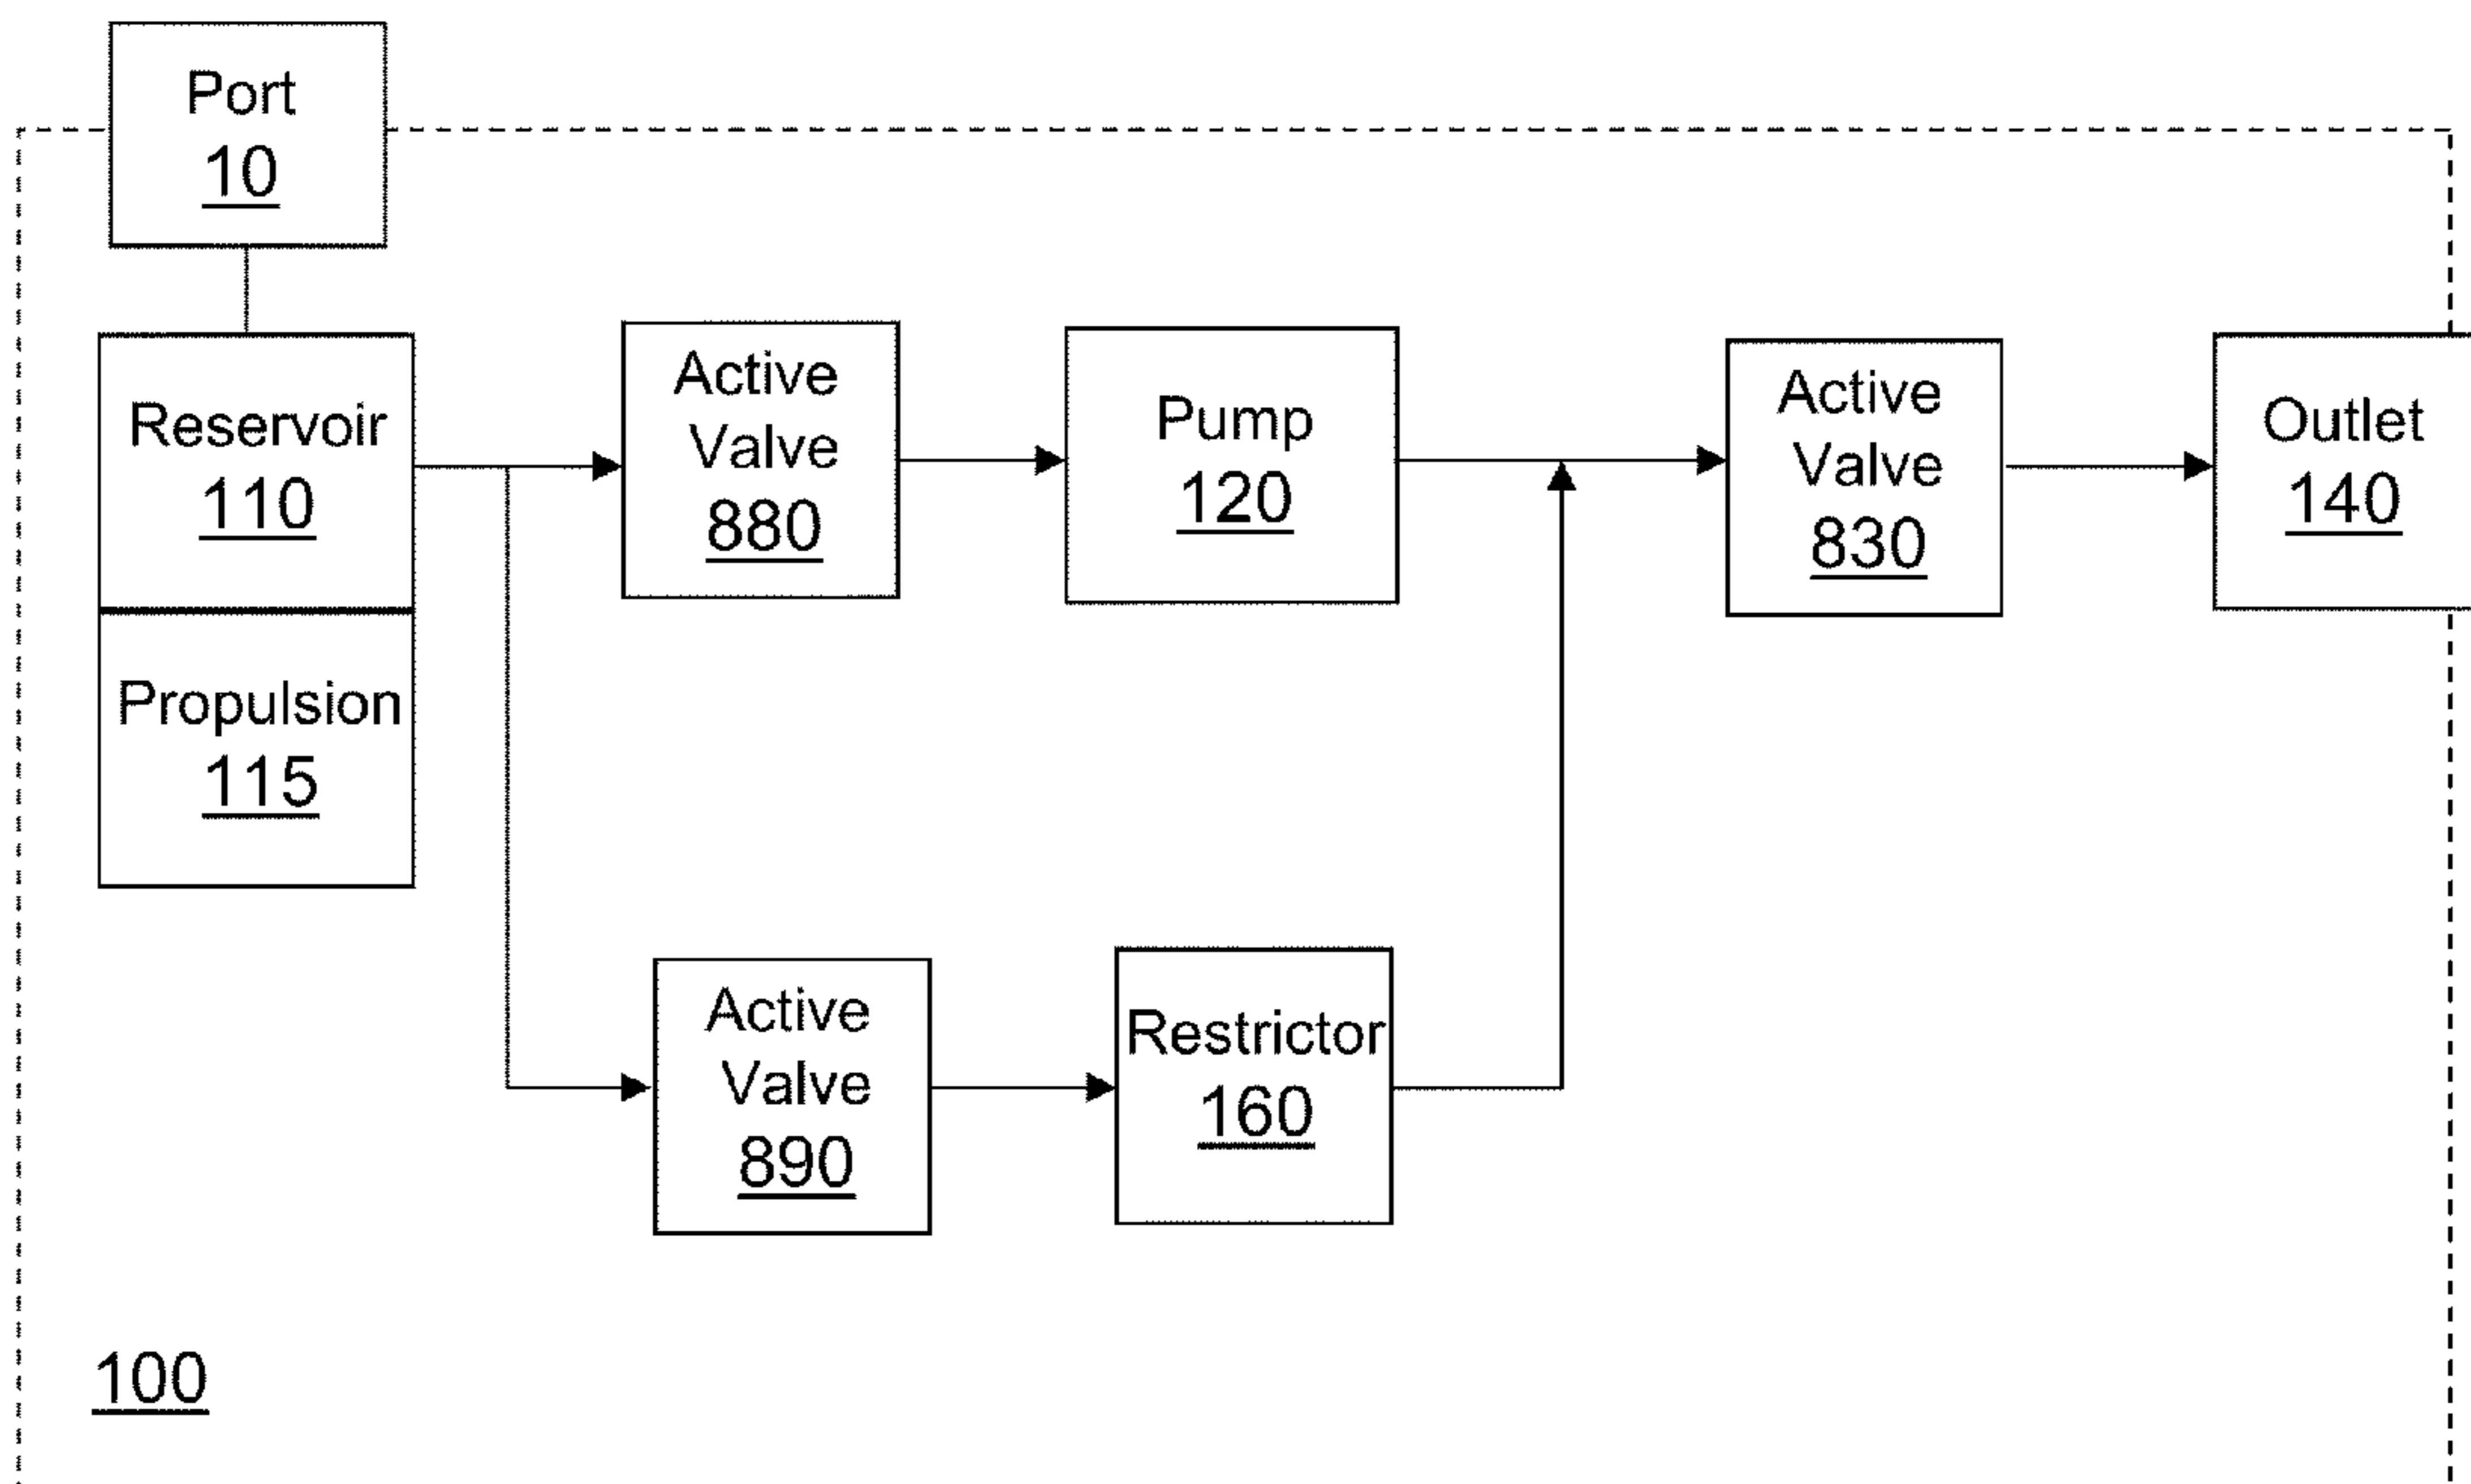 Port
10
Reservoir
110
Propulsion
115
Active
Valve
880
Pump
120
Active
Valve
830
Outlet
140
Active
Valve
890
Restrictor
160
100